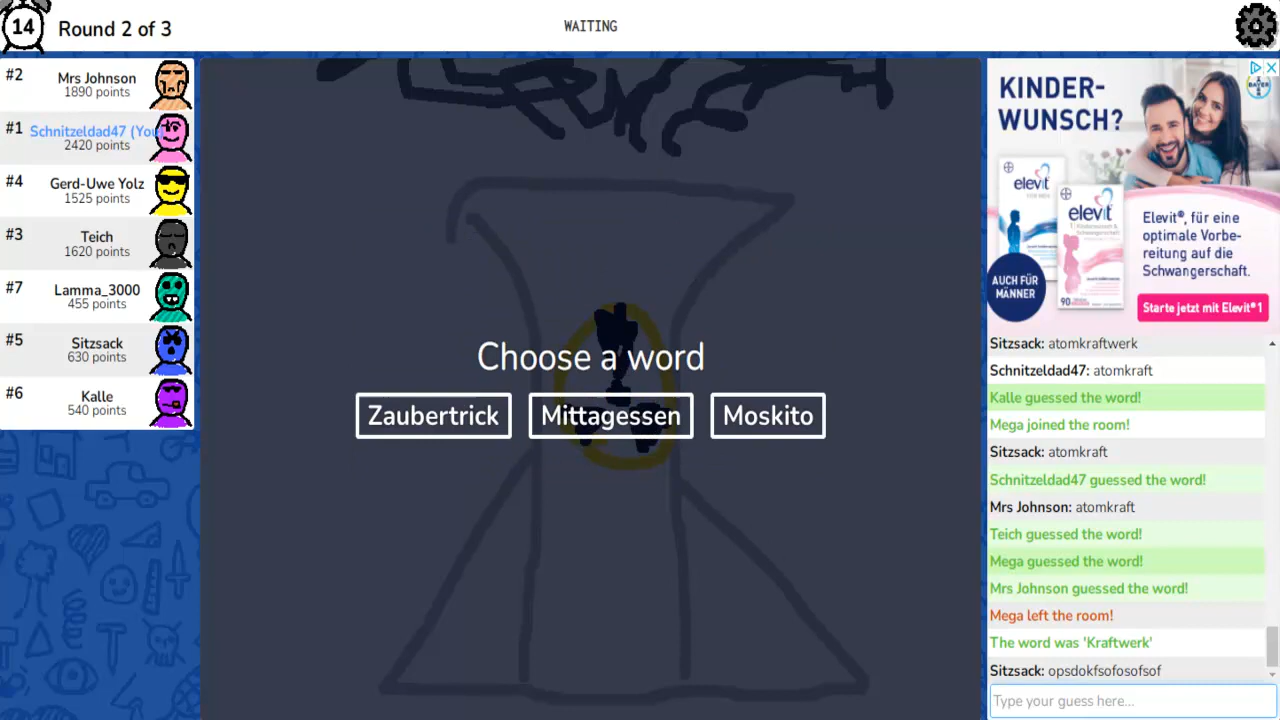 14
Round 2 of 3
WAITING
#2
Mrs Johnson
1890 points
#1
Schnitzeldad47 (You)
2420 points
#4
Gerd-Uwe Yolz
1525 points
#3
Teich
1620 points
#7
Lamma_3000
455 points
#5
Sitzsack
630 points
#6
Kalle
540 points
Choose a word
Zaubertrick
Mittagessen
Moskito
KINDER-
WUNSCH?
elevit
elevit
AUCH FÜR
MÄNNER
Elevit®, für eine
optimale Vorbe-
reitung auf die
Schwangerschaft.
Starte jetzt mit Elevit®1
Sitzsack: atomkraftwerk
Schnitzeldad47: atomkraft
Kalle guessed the word!
Mega joined the room!
Sitzsack: atomkraft
Schnitzeldad47 guessed the word!
Mrs Johnson: atomkraft
Teich guessed the word!
Mega guessed the word!
Mrs Johnson guessed the word!
Mega left the room!
The word was 'Kraftwerk'
Sitzsack: opsdokfsofosofsof
Type your guess here...